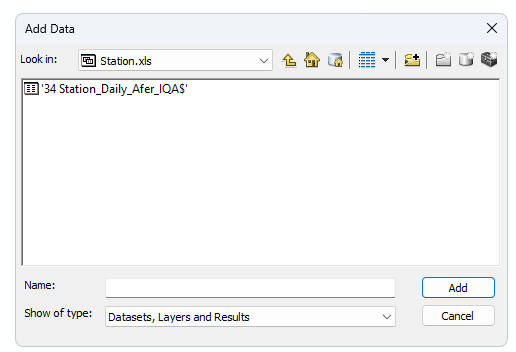 Add Data
Look in: Station.xls
'34 Station_Daily_Afer_IQA$'
Name:
Add
Show of type: Datasets, Layers and Results
Cancel